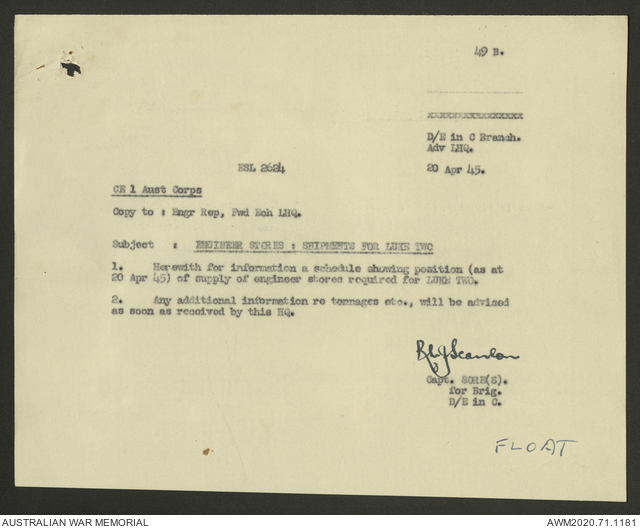 49 B.
xxxxxxxxxxxxxxxx
D/E in C Branch.
Adv LHQ.
ESL 2624
20 Apr 45.
CE 1 Aust Corps
Copy to : Engr Rep, Fwd Ech LHQ.
Subject : ENGINEER STORES : SHIPMENTS FOR LUKE TWO
1. Herewith for information a schedule showing position (as at
20 Apr 45) of supply of engineer stores required for LUKE TWO.
2. Any additional information re tonnages etc., will be advised
as soon as received by this HQ.
Scanlon
Capt. SORE(S).
for Brig.
D/E in C.
FLOAT
AUSTRALIAN WAR MEMORIAL
AWM2020.71.1181